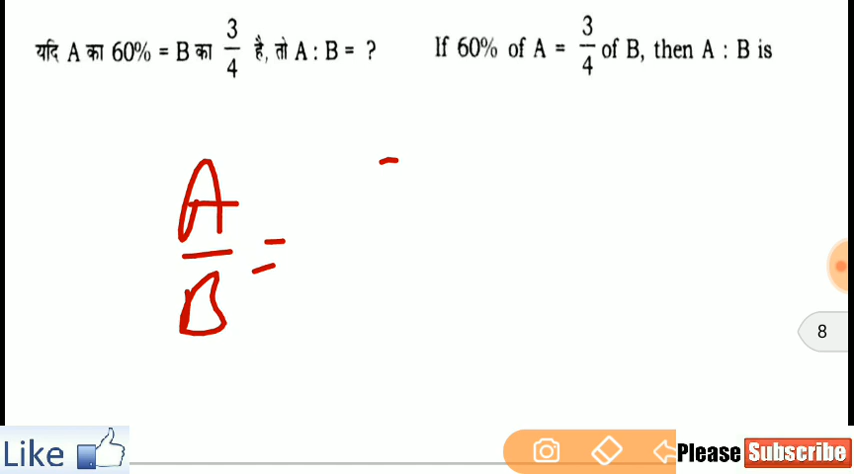 यदि A का 60% = B का 3/4 है, तो A : B = ?
If 60% of A = 3/4 of B, then A : B is
A/B =
8
Like
Please Subscribe